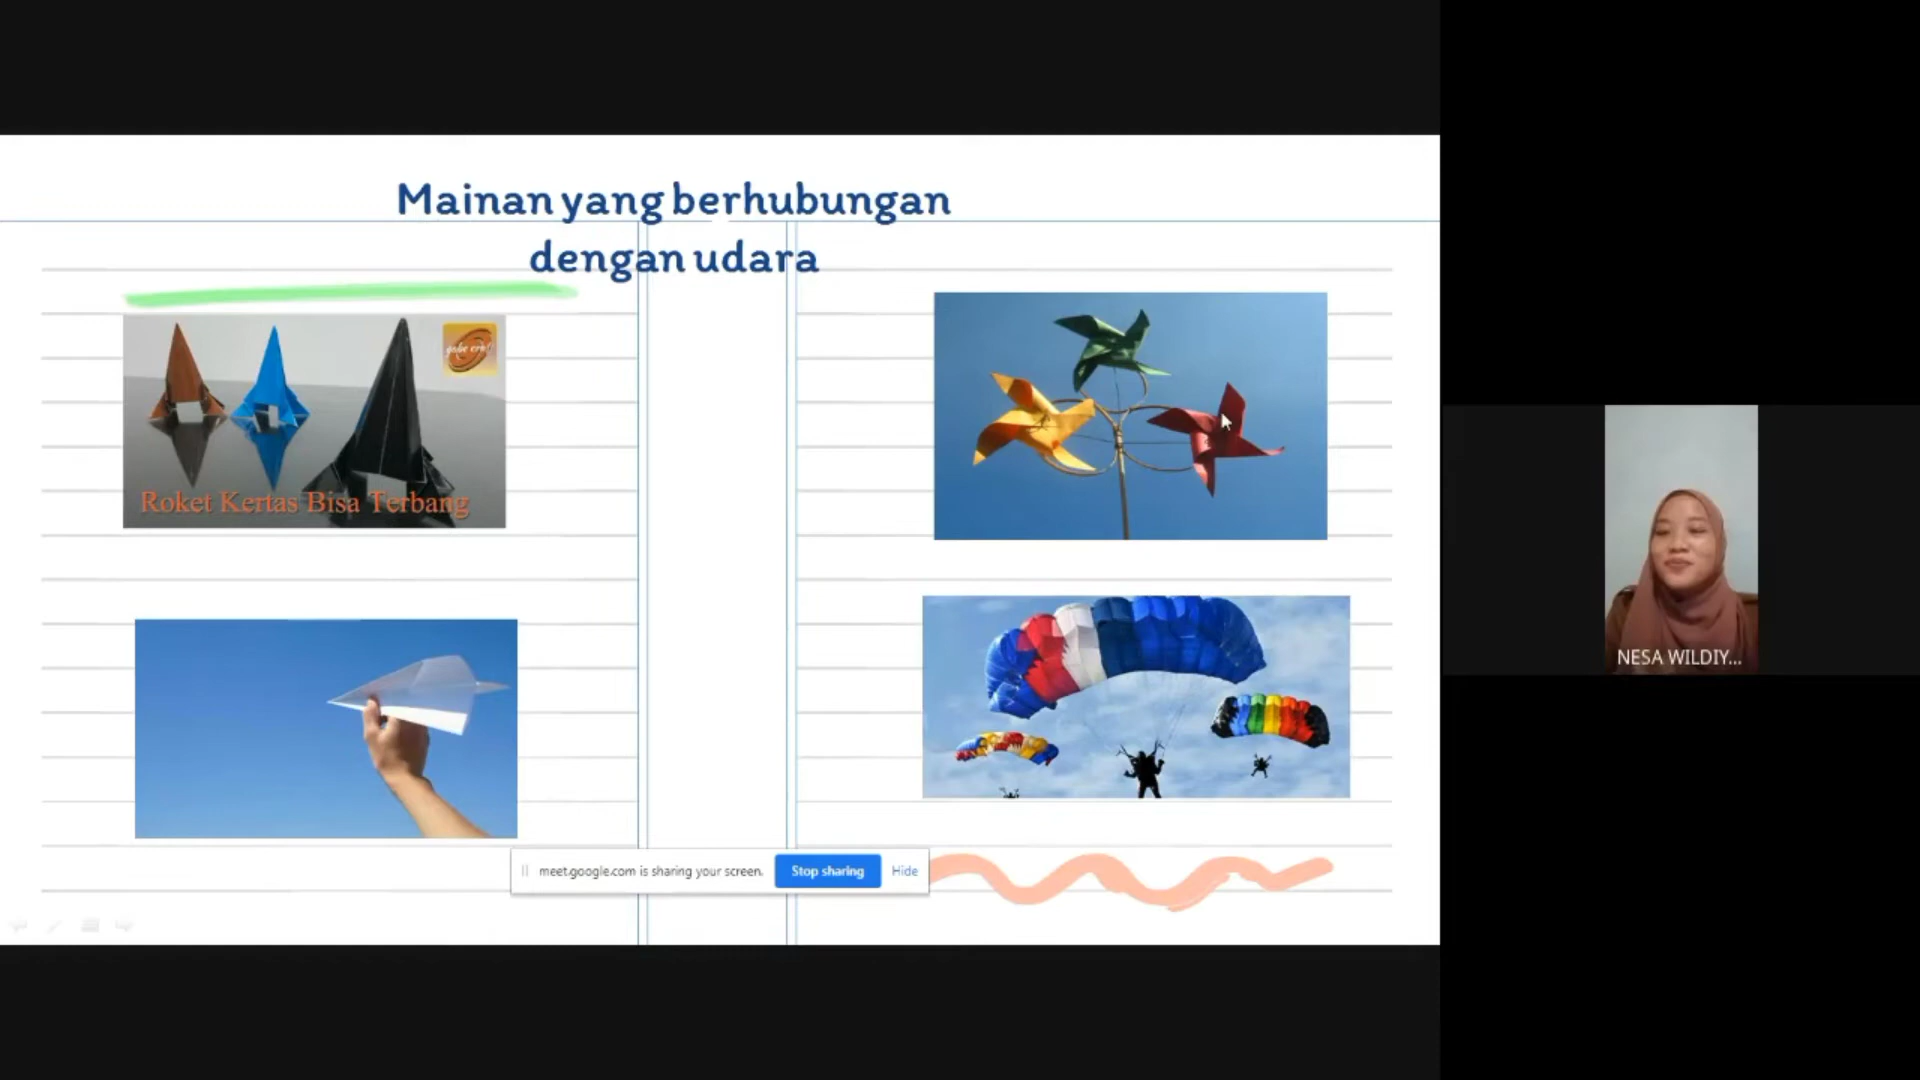 Mainan yang berhubungan
dengan udara
Roket Kertas Bisa Terbang
meet.google.com is sharing your screen.
Stop sharing
Hide
NESA WILDIY...